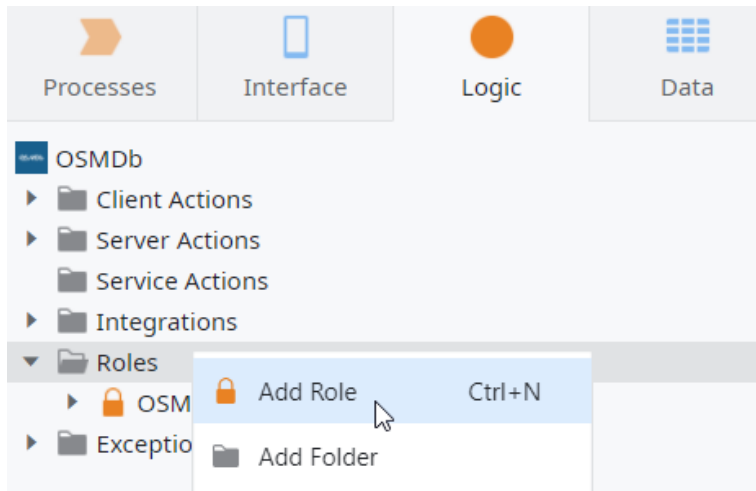 Processes Interface Logic Data
OSMDb
Client Actions
Server Actions
Service Actions
Integrations
Roles
Add Role Ctrl+N
OSM
Exceptio
Add Folder